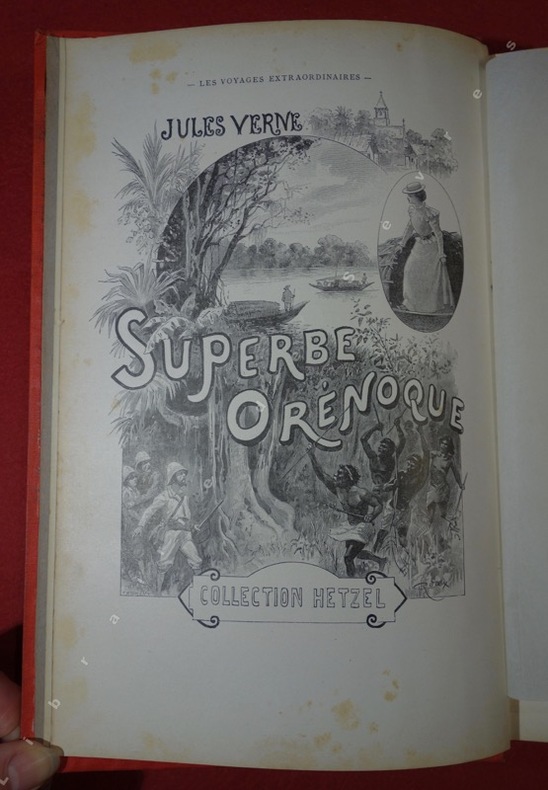 — LES VOYAGES EXTRAORDINAIRES —
JULES VERNE
SUPERBE
ORÉNOQUE
COLLECTION HETZEL